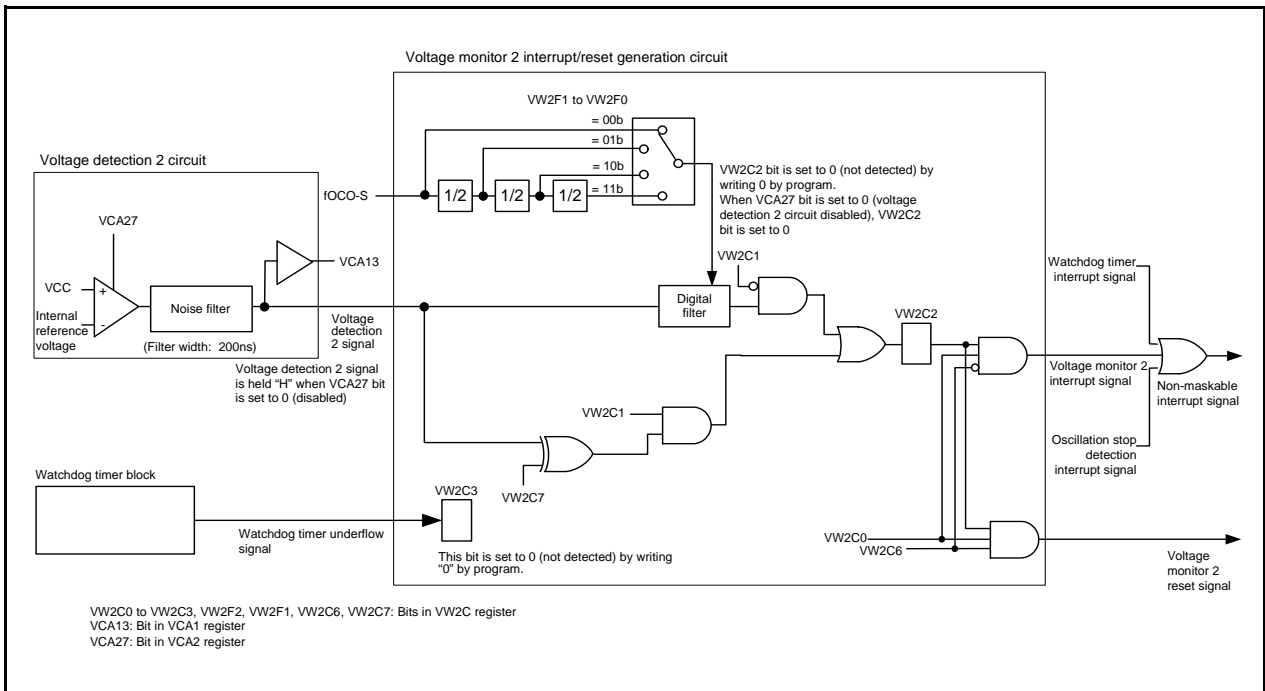 Voltage monitor 2 interrupt/reset generation circuit
VW2F1 to VW2F0
= 00b
= 01b
= 10b
= 11b
Voltage detection 2 circuit
fOCO-S
1/2
1/2
1/2
VW2C2 bit is set to 0 (not detected) by
writing 0 by program.
When VCA27 bit is set to 0 (voltage
detection 2 circuit disabled), VW2C2
bit is set to 0
VCA27
VCA13
VCC
+
-
Internal
reference
voltage
Noise filter
(Filter width: 200ns)
Voltage
detection
2 signal
Voltage detection 2 signal
is held “H” when VCA27 bit
is set to 0 (disabled)
VW2C1
Digital
filter
VW2C2
Watchdog timer
interrupt signal
Voltage monitor 2
interrupt signal
Non-maskable
interrupt signal
Oscillation stop
detection
interrupt signal
VW2C1
VW2C7
Watchdog timer block
Watchdog timer underflow
signal
VW2C3
This bit is set to 0 (not detected) by writing
“0” by program.
VW2C0
VW2C6
Voltage
monitor 2
reset signal
VW2C0 to VW2C3, VW2F2, VW2F1, VW2C6, VW2C7: Bits in VW2C register
VCA13: Bit in VCA1 register
VCA27: Bit in VCA2 register